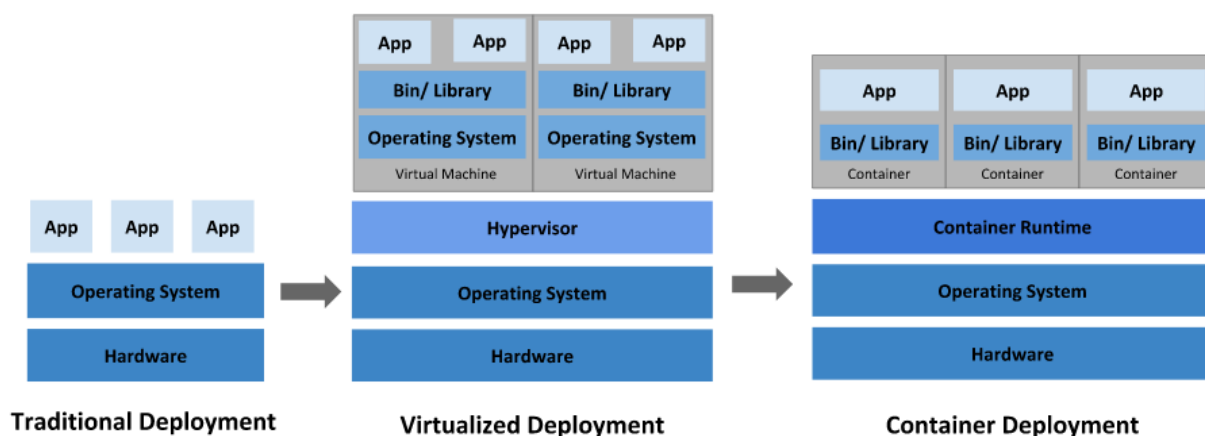 App
App
App
Operating System
Hardware
Traditional Deployment
App
App
Bin/ Library
Operating System
Virtual Machine
App
App
Bin/ Library
Operating System
Virtual Machine
Hypervisor
Operating System
Hardware
Virtualized Deployment
App
Bin/ Library
Container
App
Bin/ Library
Container
App
Bin/ Library
Container
Container Runtime
Operating System
Hardware
Container Deployment